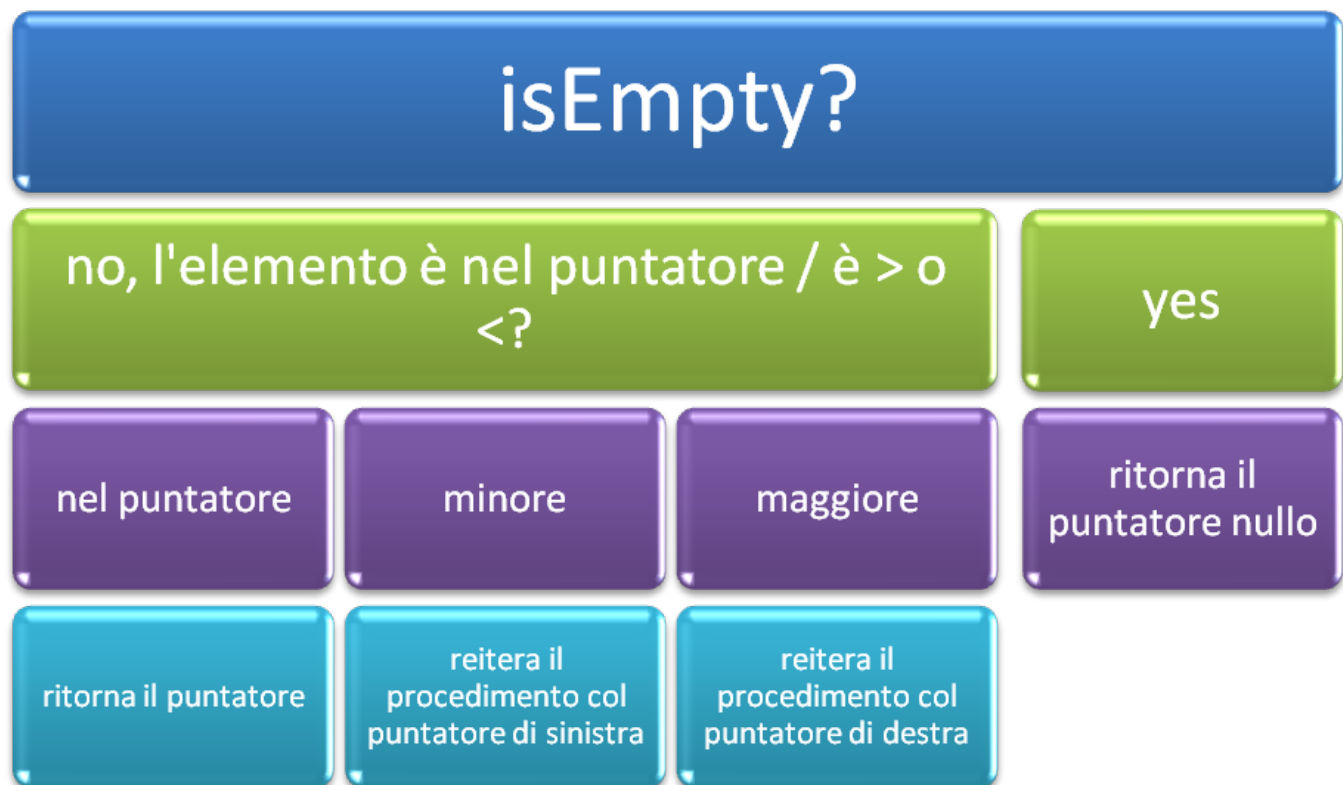 isEmpty?
no, l'elemento è nel puntatore / è > o
<?
yes
nel puntatore
minore
maggiore
ritorna il
puntatore nullo
ritorna il puntatore
reitera il
procedimento col
puntatore di sinistra
reitera il
procedimento col
puntatore di destra